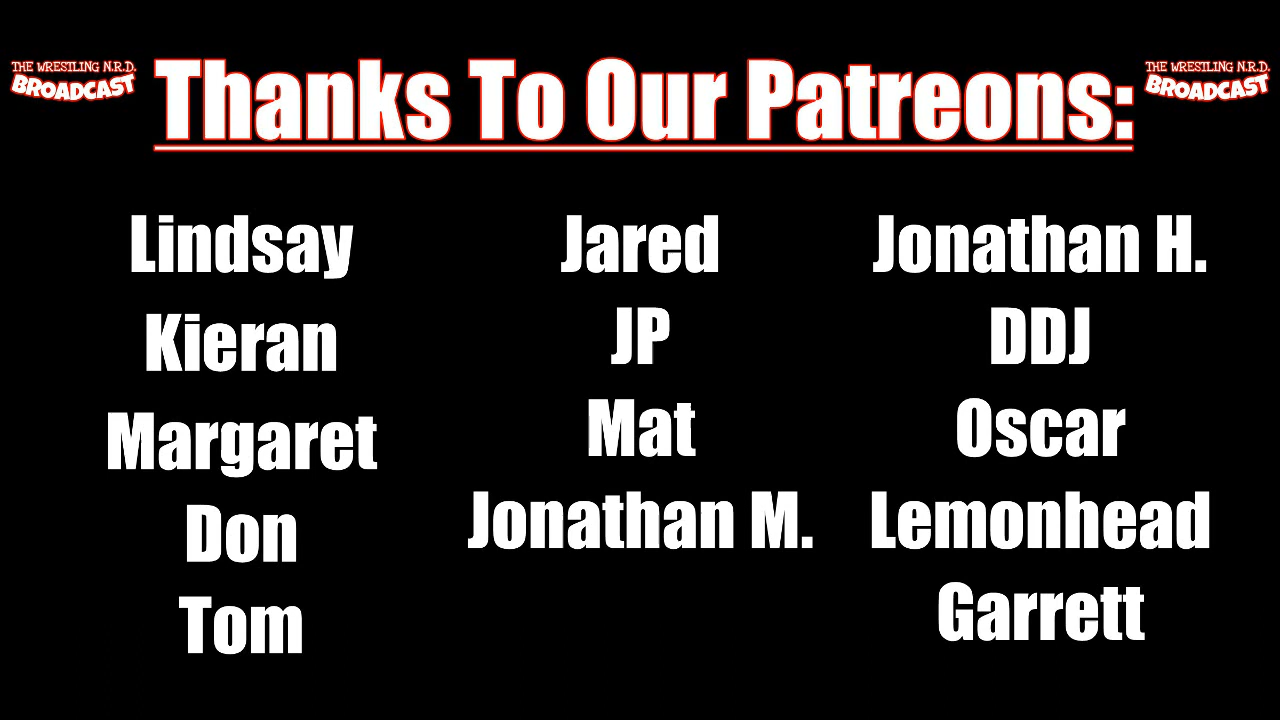 THE WRESTLING N.R.D.
BROADCAST
Thanks To Our Patreons:
THE WRESTLING N.R.D.
BROADCAST
Lindsay
Kieran
Margaret
Don
Tom
Jared
JP
Mat
Jonathan M.
Jonathan H.
DDJ
Oscar
Lemonhead
Garrett